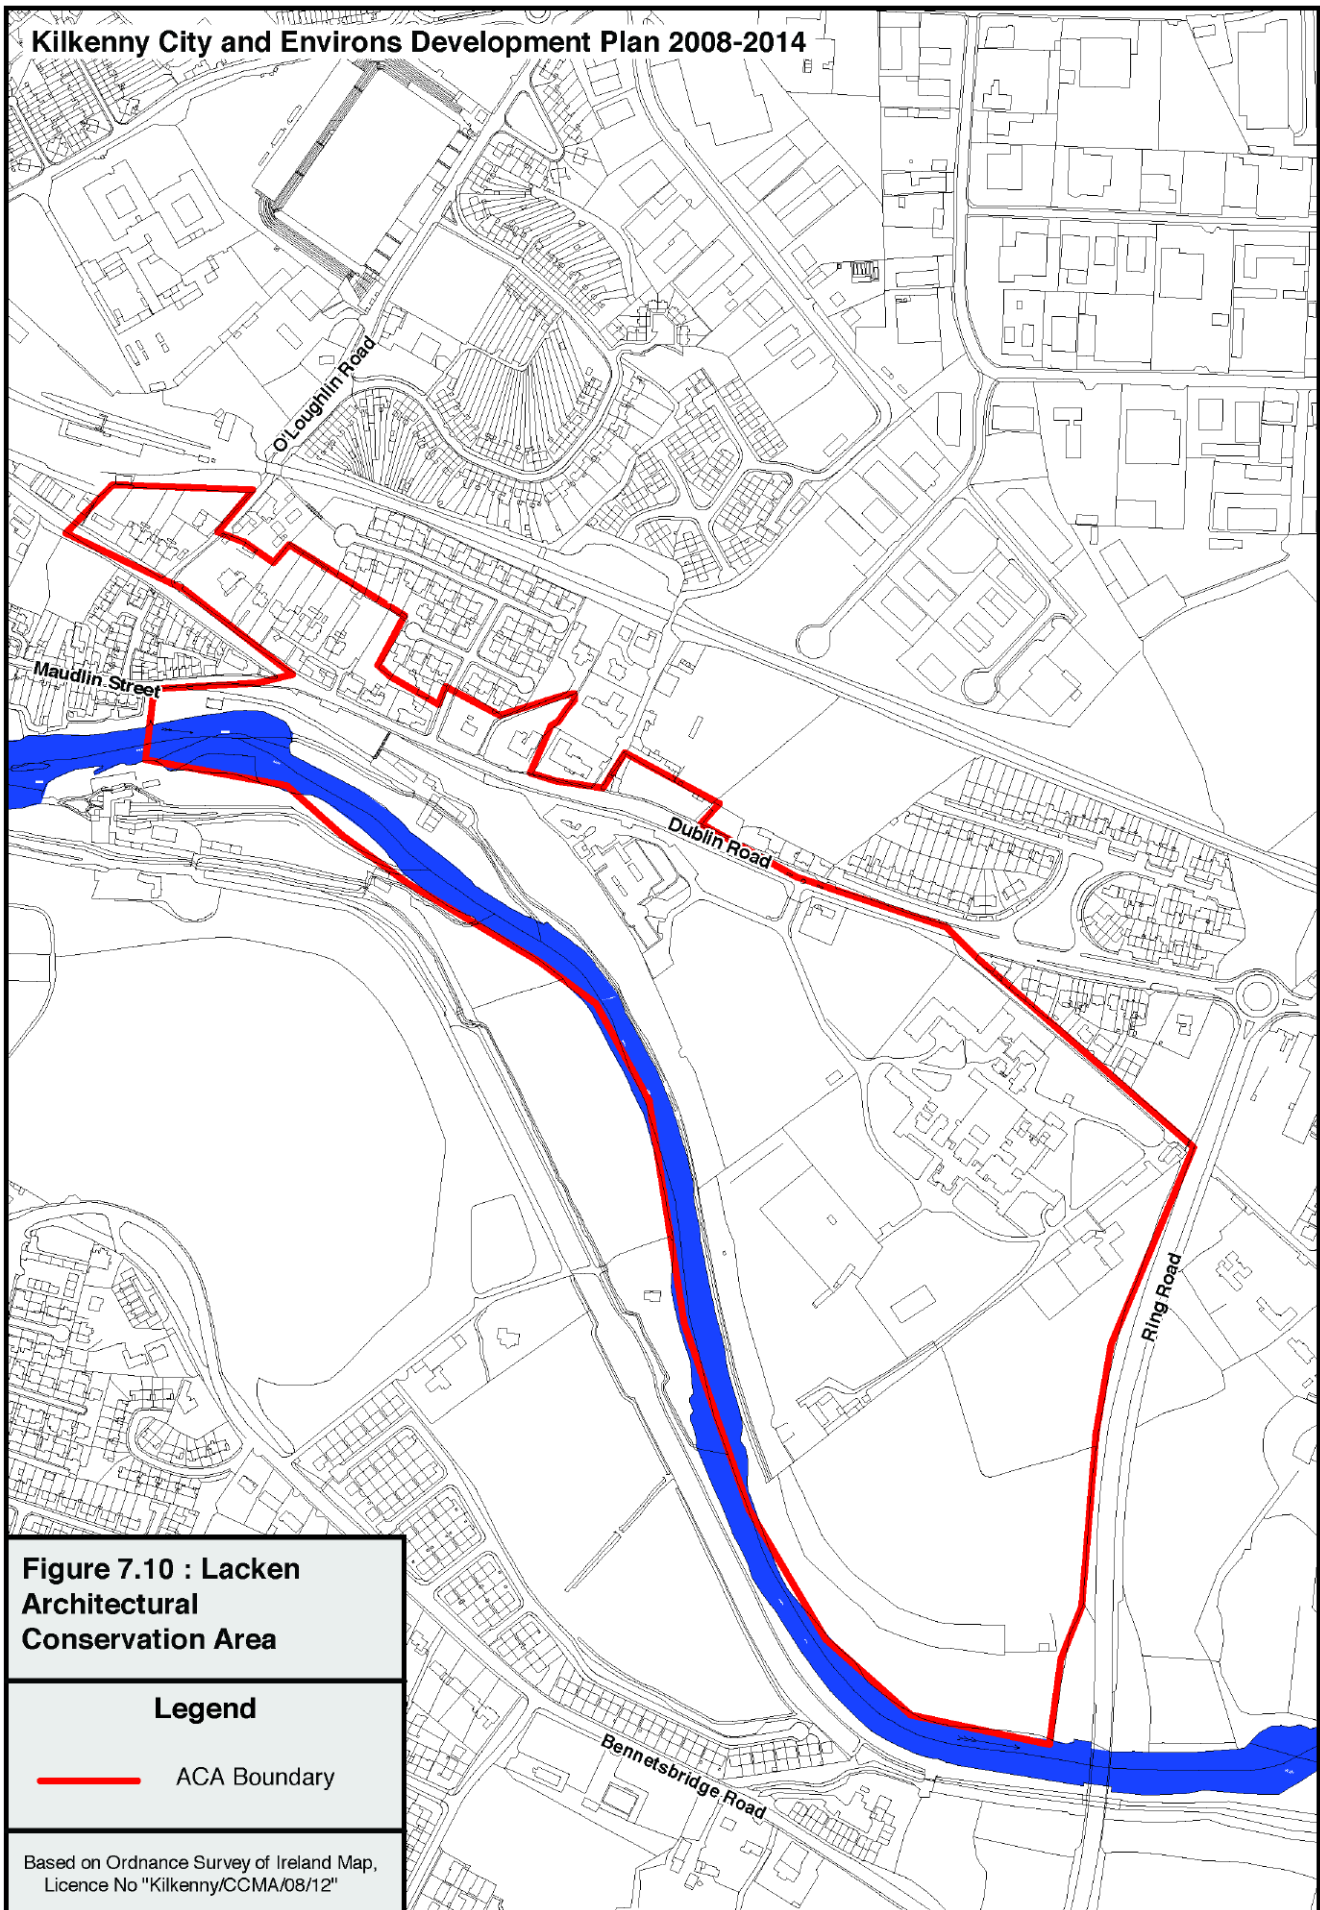 Kilkenny City and Environs Development Plan 2008-2014
O'Loughlin Road
Maudlin Street
Dublin Road
Ring Road
Bennetsbridge Road
Figure 7.10 : Lacken
Architectural
Conservation Area
Legend
ACA Boundary
Based on Ordnance Survey of Ireland Map,
Licence No "Kilkenny/CCMA/08/12"